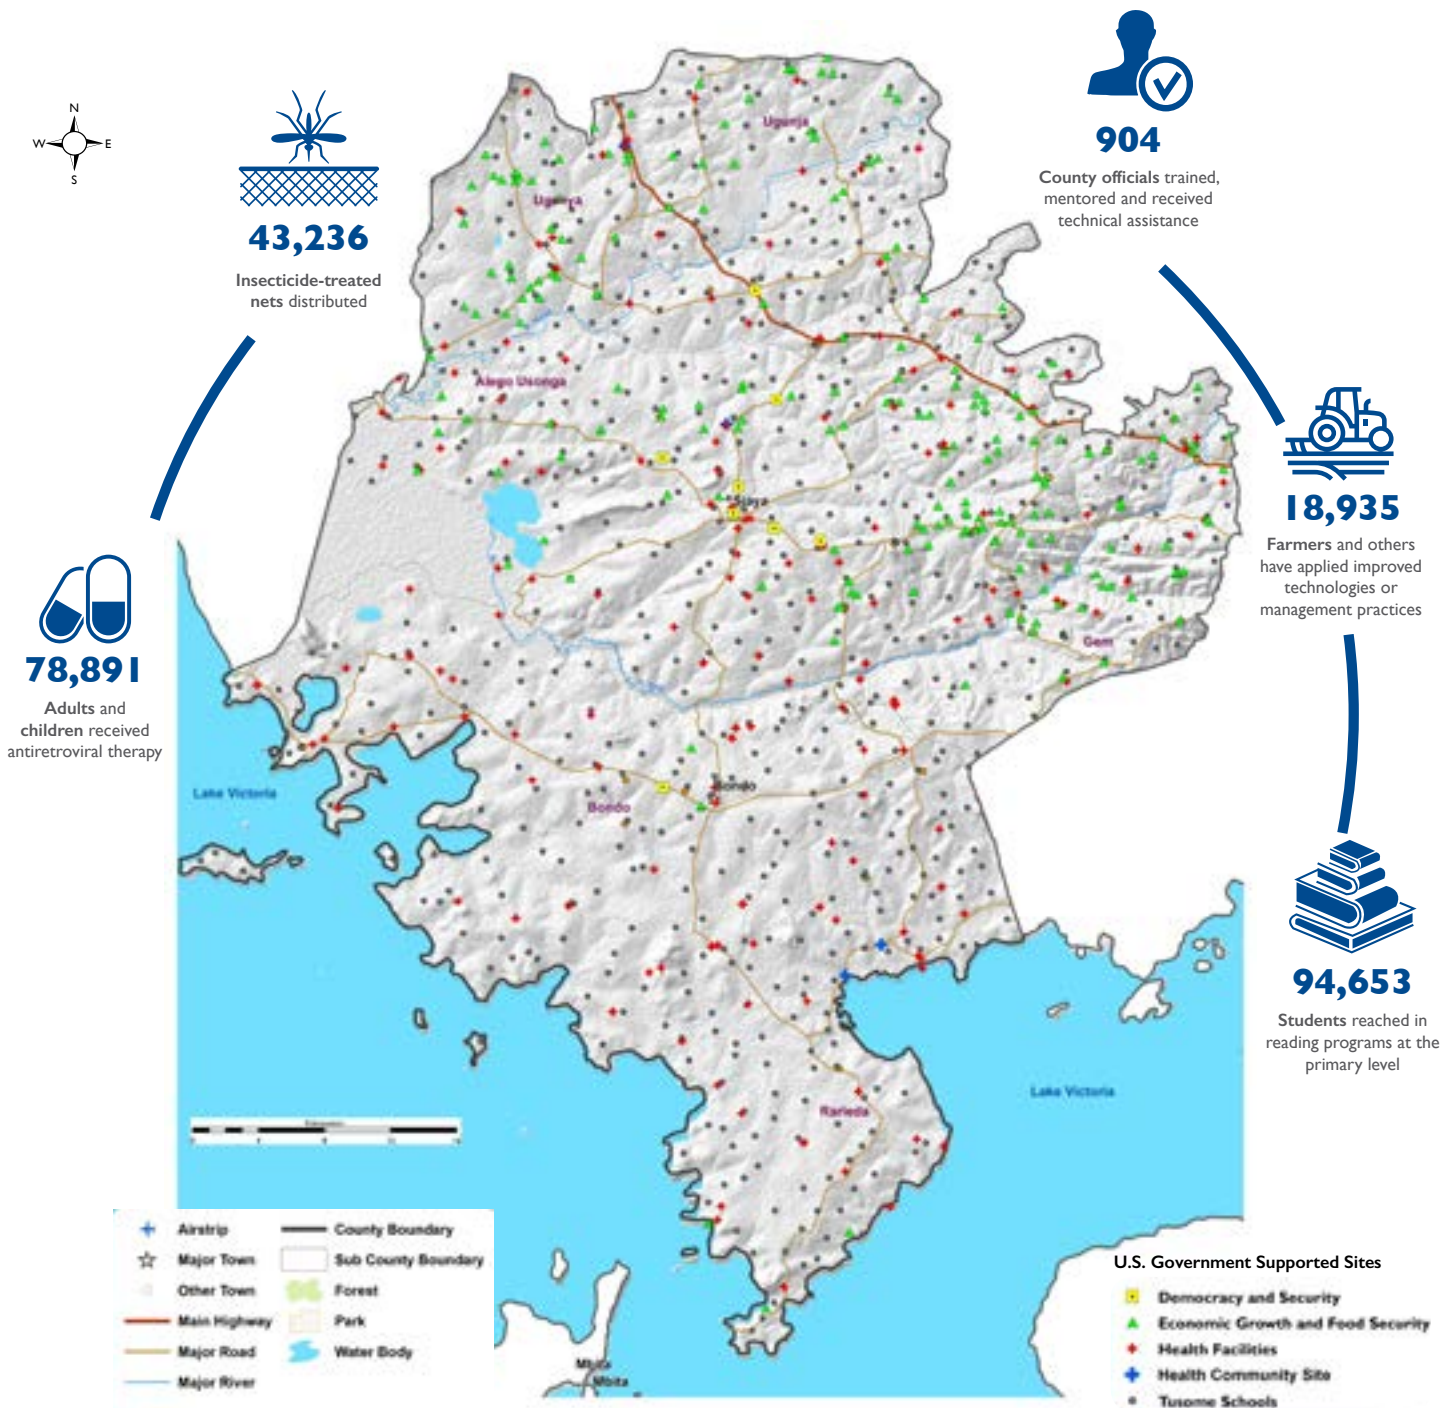 N
W E
S
43,236
Insecticide-treated
nets distributed
904
County officials trained,
mentored and received
technical assistance
18,935
Farmers and others
have applied improved
technologies or
management practices
78,891
Adults and
children received
antiretroviral therapy
94,653
Students reached in
reading programs at the
primary level
Ugunja
Ugenya
Alego Usonga
Siaya
Gem
Lake Victoria
Bondo
Bondo
Lake Victoria
Rarieda
Mbita
Mbita
Airstrip
Major Town
Other Town
Main Highway
Major Road
Major River
County Boundary
Sub County Boundary
Forest
Park
Water Body
U.S. Government Supported Sites
Democracy and Security
Economic Growth and Food Security
Health Facilities
Health Community Site
Tusome Schools